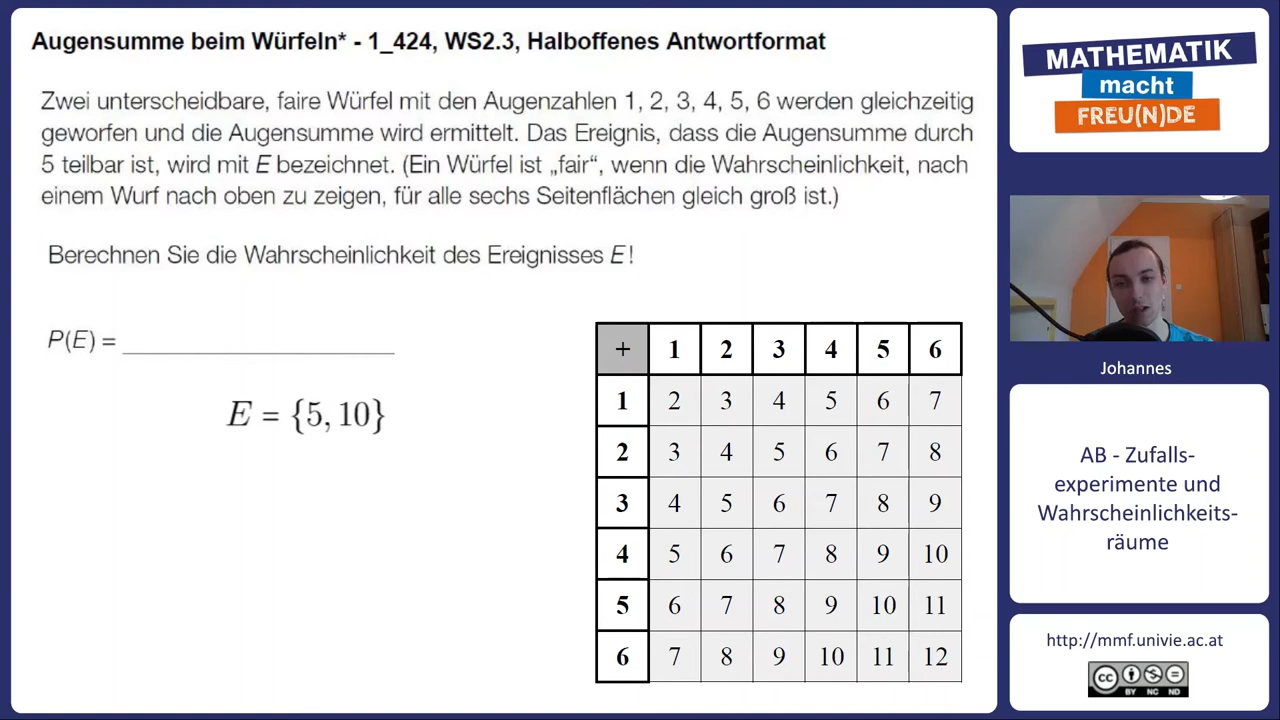 Augensumme beim Würfeln* - 1_424, WS2.3, Halboffenes Antwortformat
Zwei unterscheidbare, faire Würfel mit den Augenzahlen 1, 2, 3, 4, 5, 6 werden gleichzeitig
geworfen und die Augensumme wird ermittelt. Das Ereignis, dass die Augensumme durch
5 teilbar ist, wird mit E bezeichnet. (Ein Würfel ist „fair“, wenn die Wahrscheinlichkeit, nach
einem Wurf nach oben zu zeigen, für alle sechs Seitenflächen gleich groß ist.)
Berechnen Sie die Wahrscheinlichkeit des Ereignisses E!
P(E) = ____________________
E = {5, 10}
+ 1 2 3 4 5 6
1 2 3 4 5 6 7
2 3 4 5 6 7 8
3 4 5 6 7 8 9
4 5 6 7 8 9 10
5 6 7 8 9 10 11
6 7 8 9 10 11 12
MATHEMATIK
macht
FREU(N)DE
Johannes
AB - Zufalls-
experimente und
Wahrscheinlichkeits-
räume
http://mmf.univie.ac.at
cc
BY NC ND